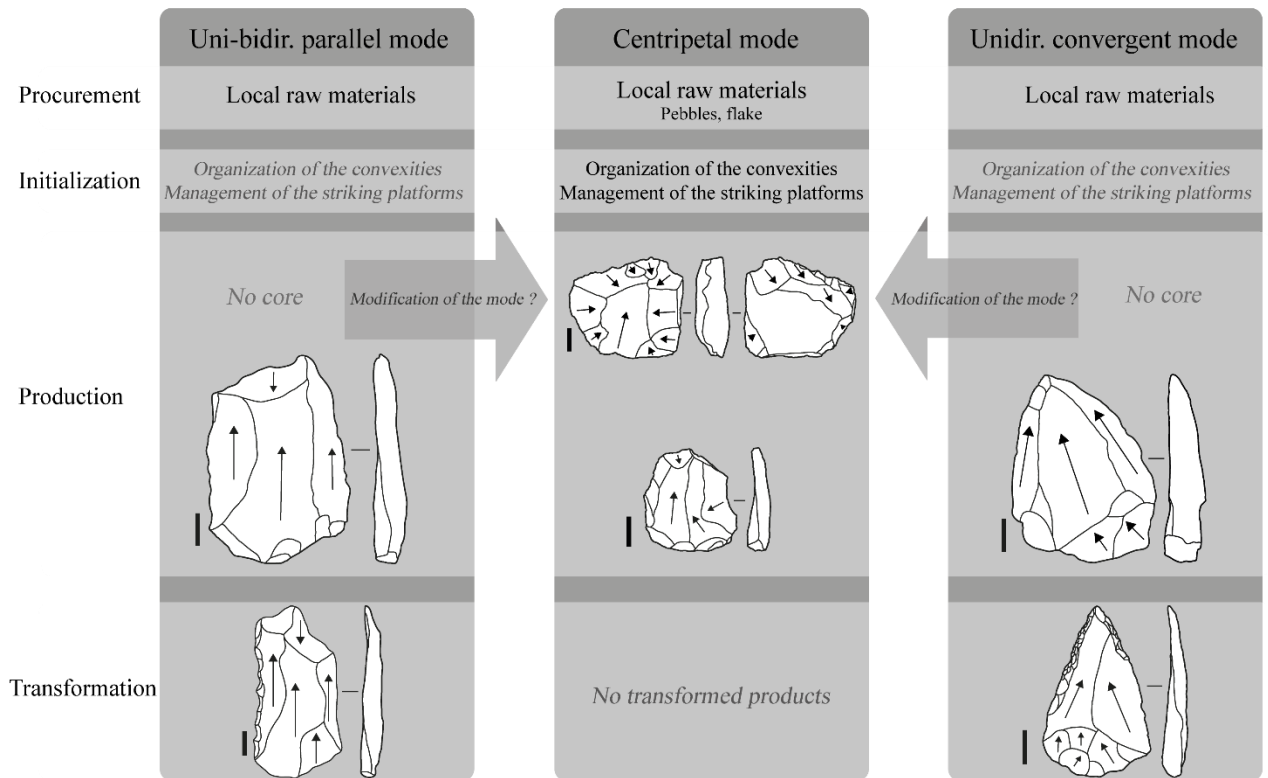 Uni-bidir. parallel mode
Centripetal mode
Unidir. convergent mode
Procurement
Local raw materials
Local raw materials
Pebbles, flake
Local raw materials
Initialization
Organization of the convexities
Management of the striking platforms
Organization of the convexities
Management of the striking platforms
Organization of the convexities
Management of the striking platforms
No core
Modification of the mode ?
Modification of the mode ?
No core
Production
Transformation
No transformed products